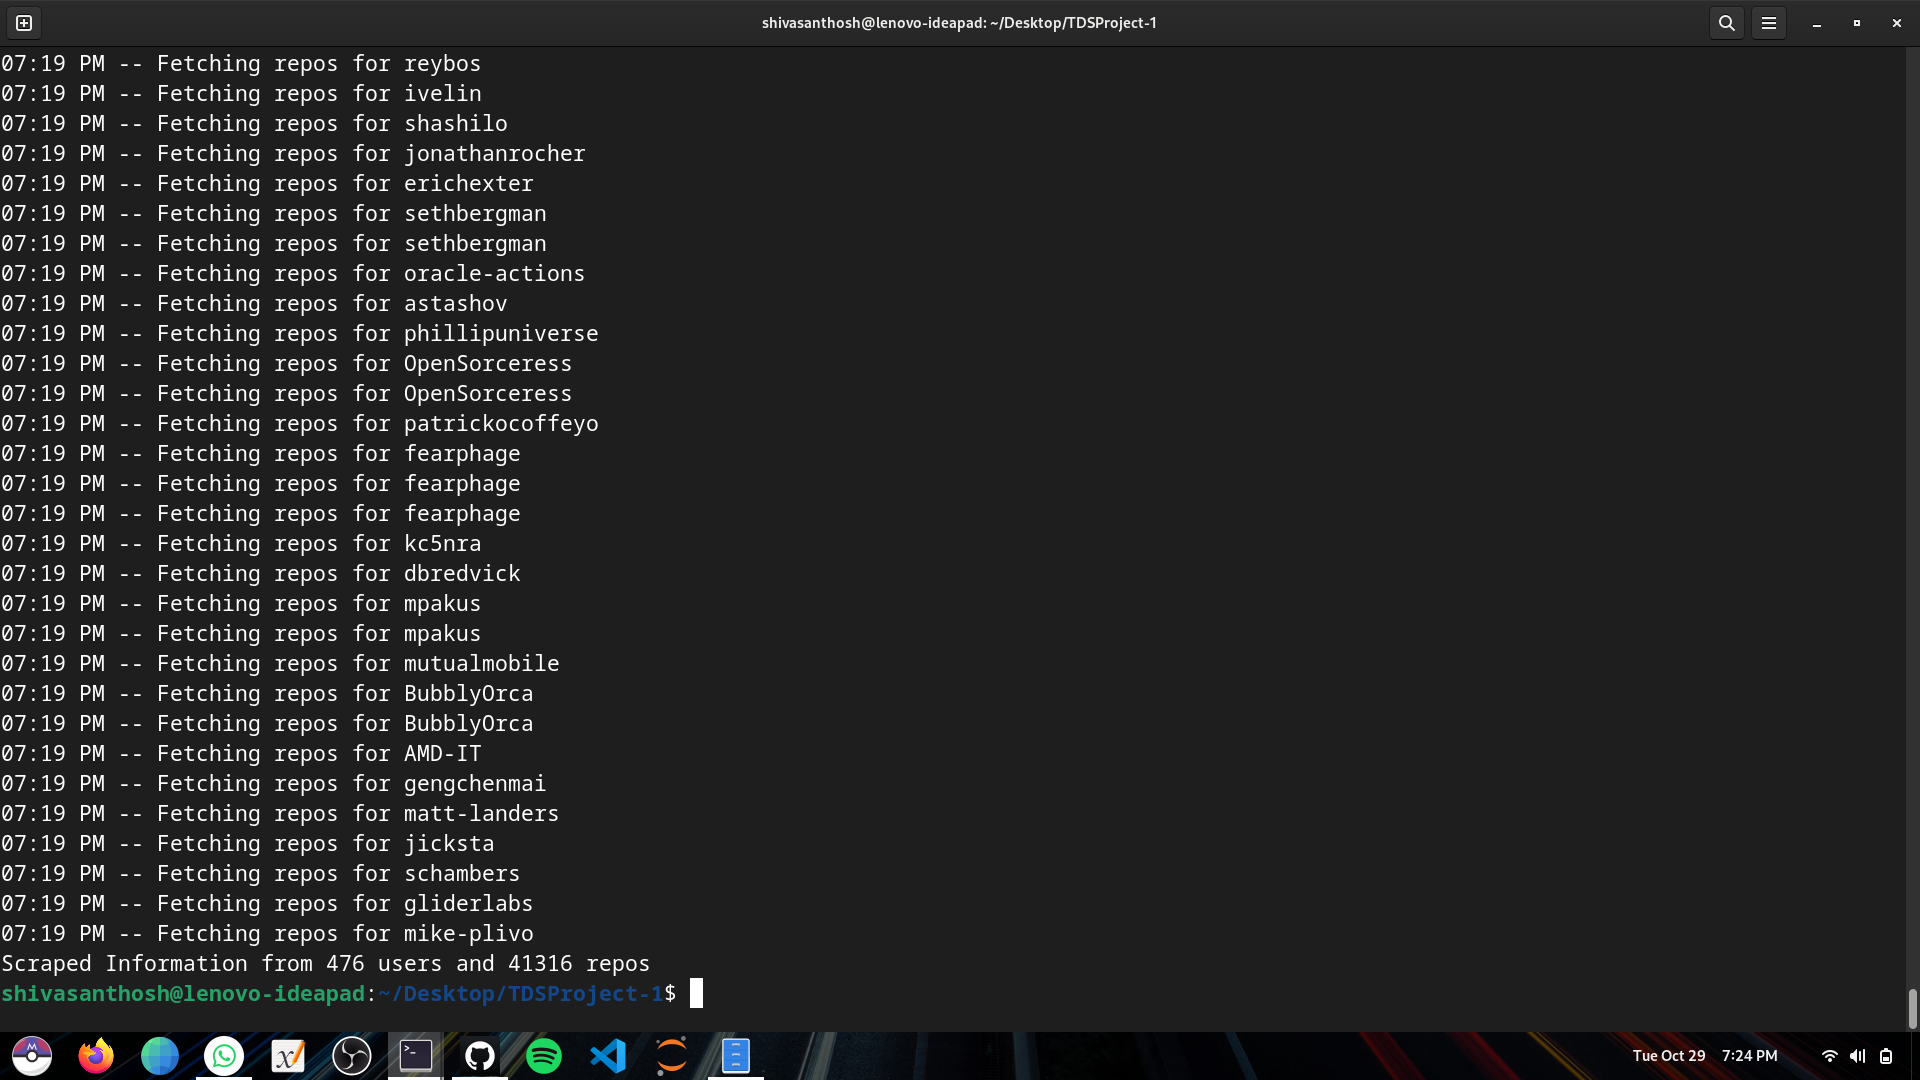 shivasanthosh@lenovo-ideapad: ~/Desktop/TDSProject-1
07:19 PM -- Fetching repos for reybos
07:19 PM -- Fetching repos for ivelin
07:19 PM -- Fetching repos for shashilo
07:19 PM -- Fetching repos for jonathanrocher
07:19 PM -- Fetching repos for erichexter
07:19 PM -- Fetching repos for sethbergman
07:19 PM -- Fetching repos for sethbergman
07:19 PM -- Fetching repos for oracle-actions
07:19 PM -- Fetching repos for astashov
07:19 PM -- Fetching repos for phillipuniverse
07:19 PM -- Fetching repos for OpenSorceress
07:19 PM -- Fetching repos for OpenSorceress
07:19 PM -- Fetching repos for patrickocoffeyo
07:19 PM -- Fetching repos for fearphage
07:19 PM -- Fetching repos for fearphage
07:19 PM -- Fetching repos for fearphage
07:19 PM -- Fetching repos for kc5nra
07:19 PM -- Fetching repos for dbredvick
07:19 PM -- Fetching repos for mpakus
07:19 PM -- Fetching repos for mpakus
07:19 PM -- Fetching repos for mutualmobile
07:19 PM -- Fetching repos for BubblyOrca
07:19 PM -- Fetching repos for BubblyOrca
07:19 PM -- Fetching repos for AMD-IT
07:19 PM -- Fetching repos for gengchenmai
07:19 PM -- Fetching repos for matt-landers
07:19 PM -- Fetching repos for jicksta
07:19 PM -- Fetching repos for schambers
07:19 PM -- Fetching repos for gliderlabs
07:19 PM -- Fetching repos for mike-plivo
Scraped Information from 476 users and 41316 repos
shivasanthosh@lenovo-ideapad:~/Desktop/TDSProject-1$
Tue Oct 29 7:24 PM